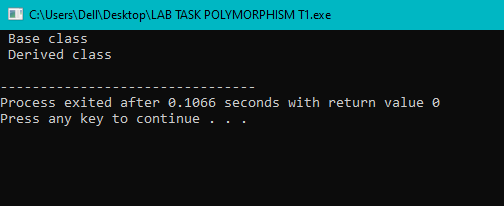 C:\Users\Dell\Desktop\LAB TASK POLYMORPHISM T1.exe
Base class
Derived class
--------------------------------
Process exited after 0.1066 seconds with return value 0
Press any key to continue . . .